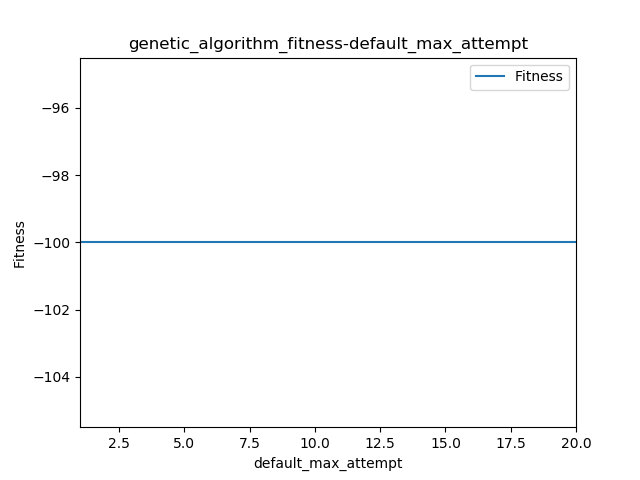 genetic_algorithm_fitness-default_max_attempt
Fitness
−96
−98
−100
−102
−104
Fitness
2.5 5.0 7.5 10.0 12.5 15.0 17.5 20.0
default_max_attempt